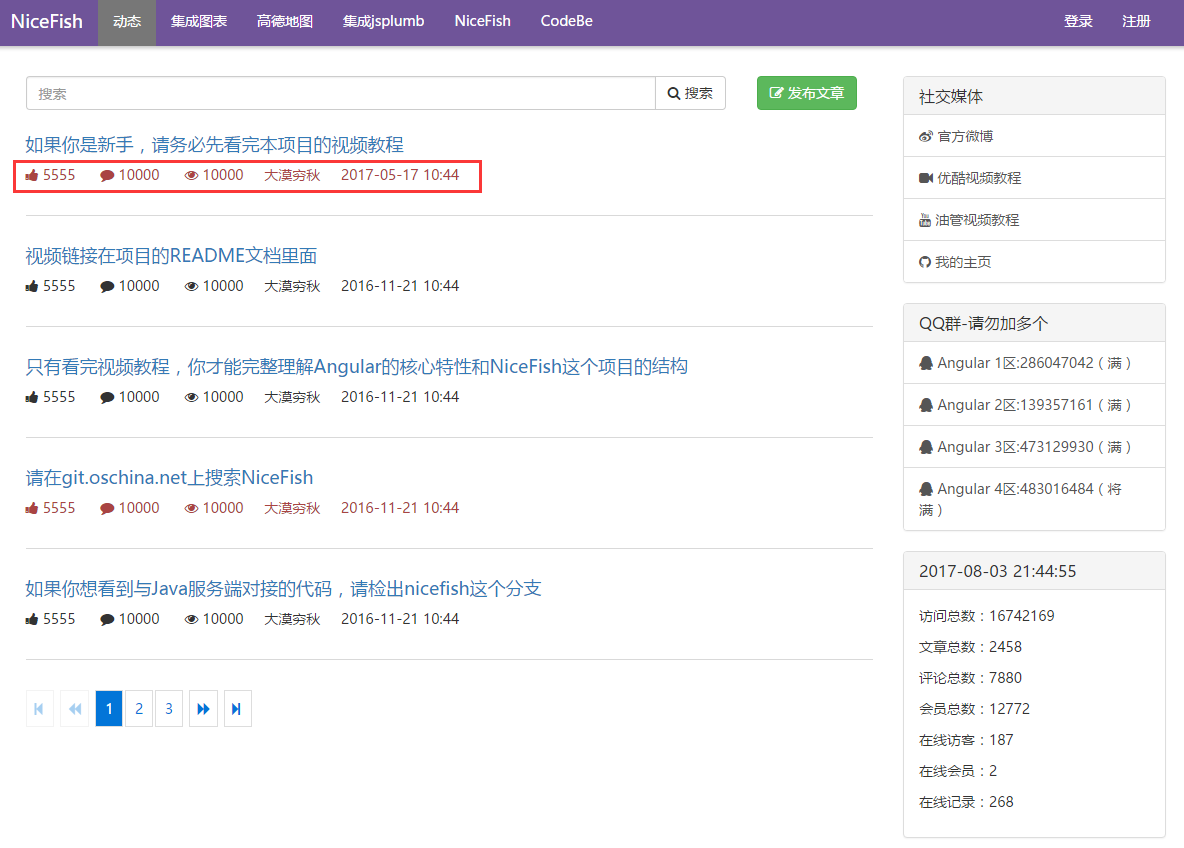 NiceFish 动态 集成图表 高德地图 集成jsplumb NiceFish CodeBe 登录 注册
搜索 搜索 发布文章
如果你是新手，请务必先看完本项目的视频教程
5555 10000 10000 大漠穷秋 2017-05-17 10:44
视频链接在项目的README文档里面
5555 10000 10000 大漠穷秋 2016-11-21 10:44
只有看完视频教程，你才能完整理解Angular的核心特性和NiceFish这个项目的结构
5555 10000 10000 大漠穷秋 2016-11-21 10:44
请在git.oschina.net上搜索NiceFish
5555 10000 10000 大漠穷秋 2016-11-21 10:44
如果你想看到与Java服务端对接的代码，请检出nicefish这个分支
5555 10000 10000 大漠穷秋 2016-11-21 10:44
1 2 3
社交媒体
官方微博
优酷视频教程
油管视频教程
我的主页
QQ群-请勿加多个
Angular 1区:286047042（满）
Angular 2区:139357161（满）
Angular 3区:473129930（满）
Angular 4区:483016484（将
满）
2017-08-03 21:44:55
访问总数：16742169
文章总数：2458
评论总数：7880
会员总数：12772
在线访客：187
在线会员：2
在线记录：268